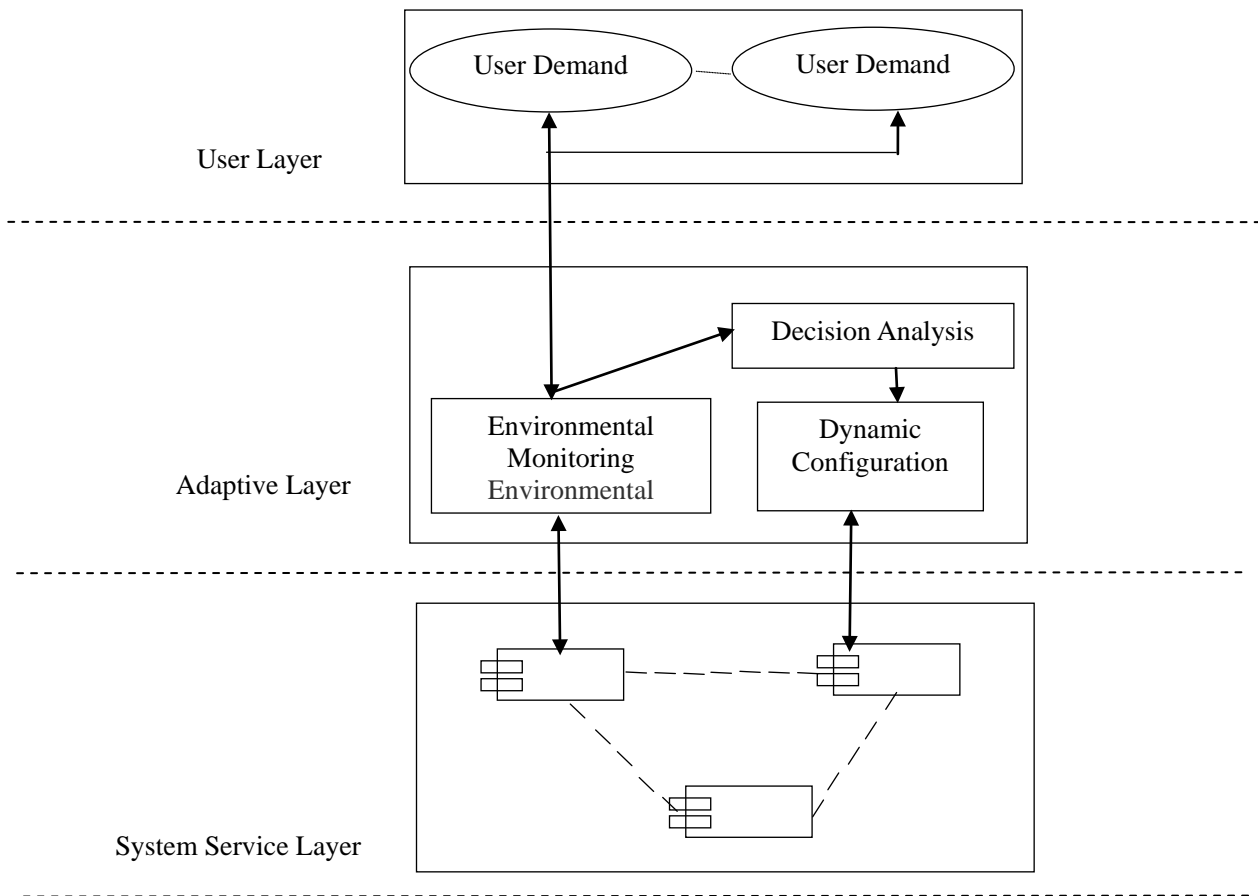 User Demand
User Demand
User Layer
Decision Analysis
Environmental
Monitoring
Environmental
Dynamic
Configuration
Adaptive Layer
System Service Layer